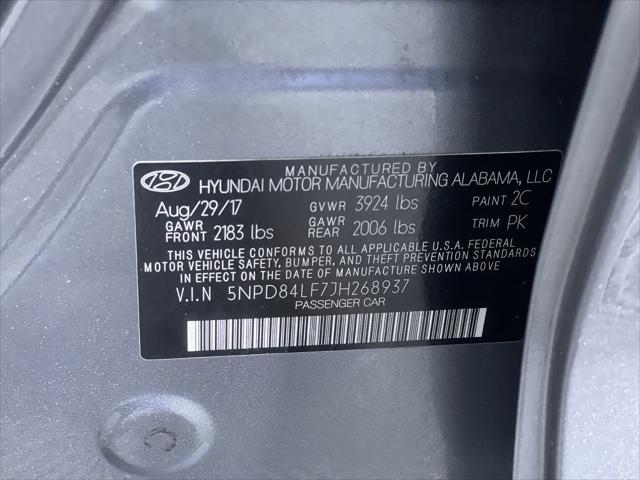 MANUFACTURED BY
HYUNDAI MOTOR MANUFACTURING ALABAMA, LLC
Aug/29/17 GVWR 3924 lbs PAINT 2C
GAWR FRONT 2183 lbs GAWR REAR 2006 lbs TRIM PK
THIS VEHICLE CONFORMS TO ALL APPLICABLE U.S.A. FEDERAL
MOTOR VEHICLE SAFETY, BUMPER, AND THEFT PREVENTION STANDARDS
IN EFFECT ON THE DATE OF MANUFACTURE SHOWN ABOVE.
V.I.N 5NPD84LF7JH268937
PASSENGER CAR